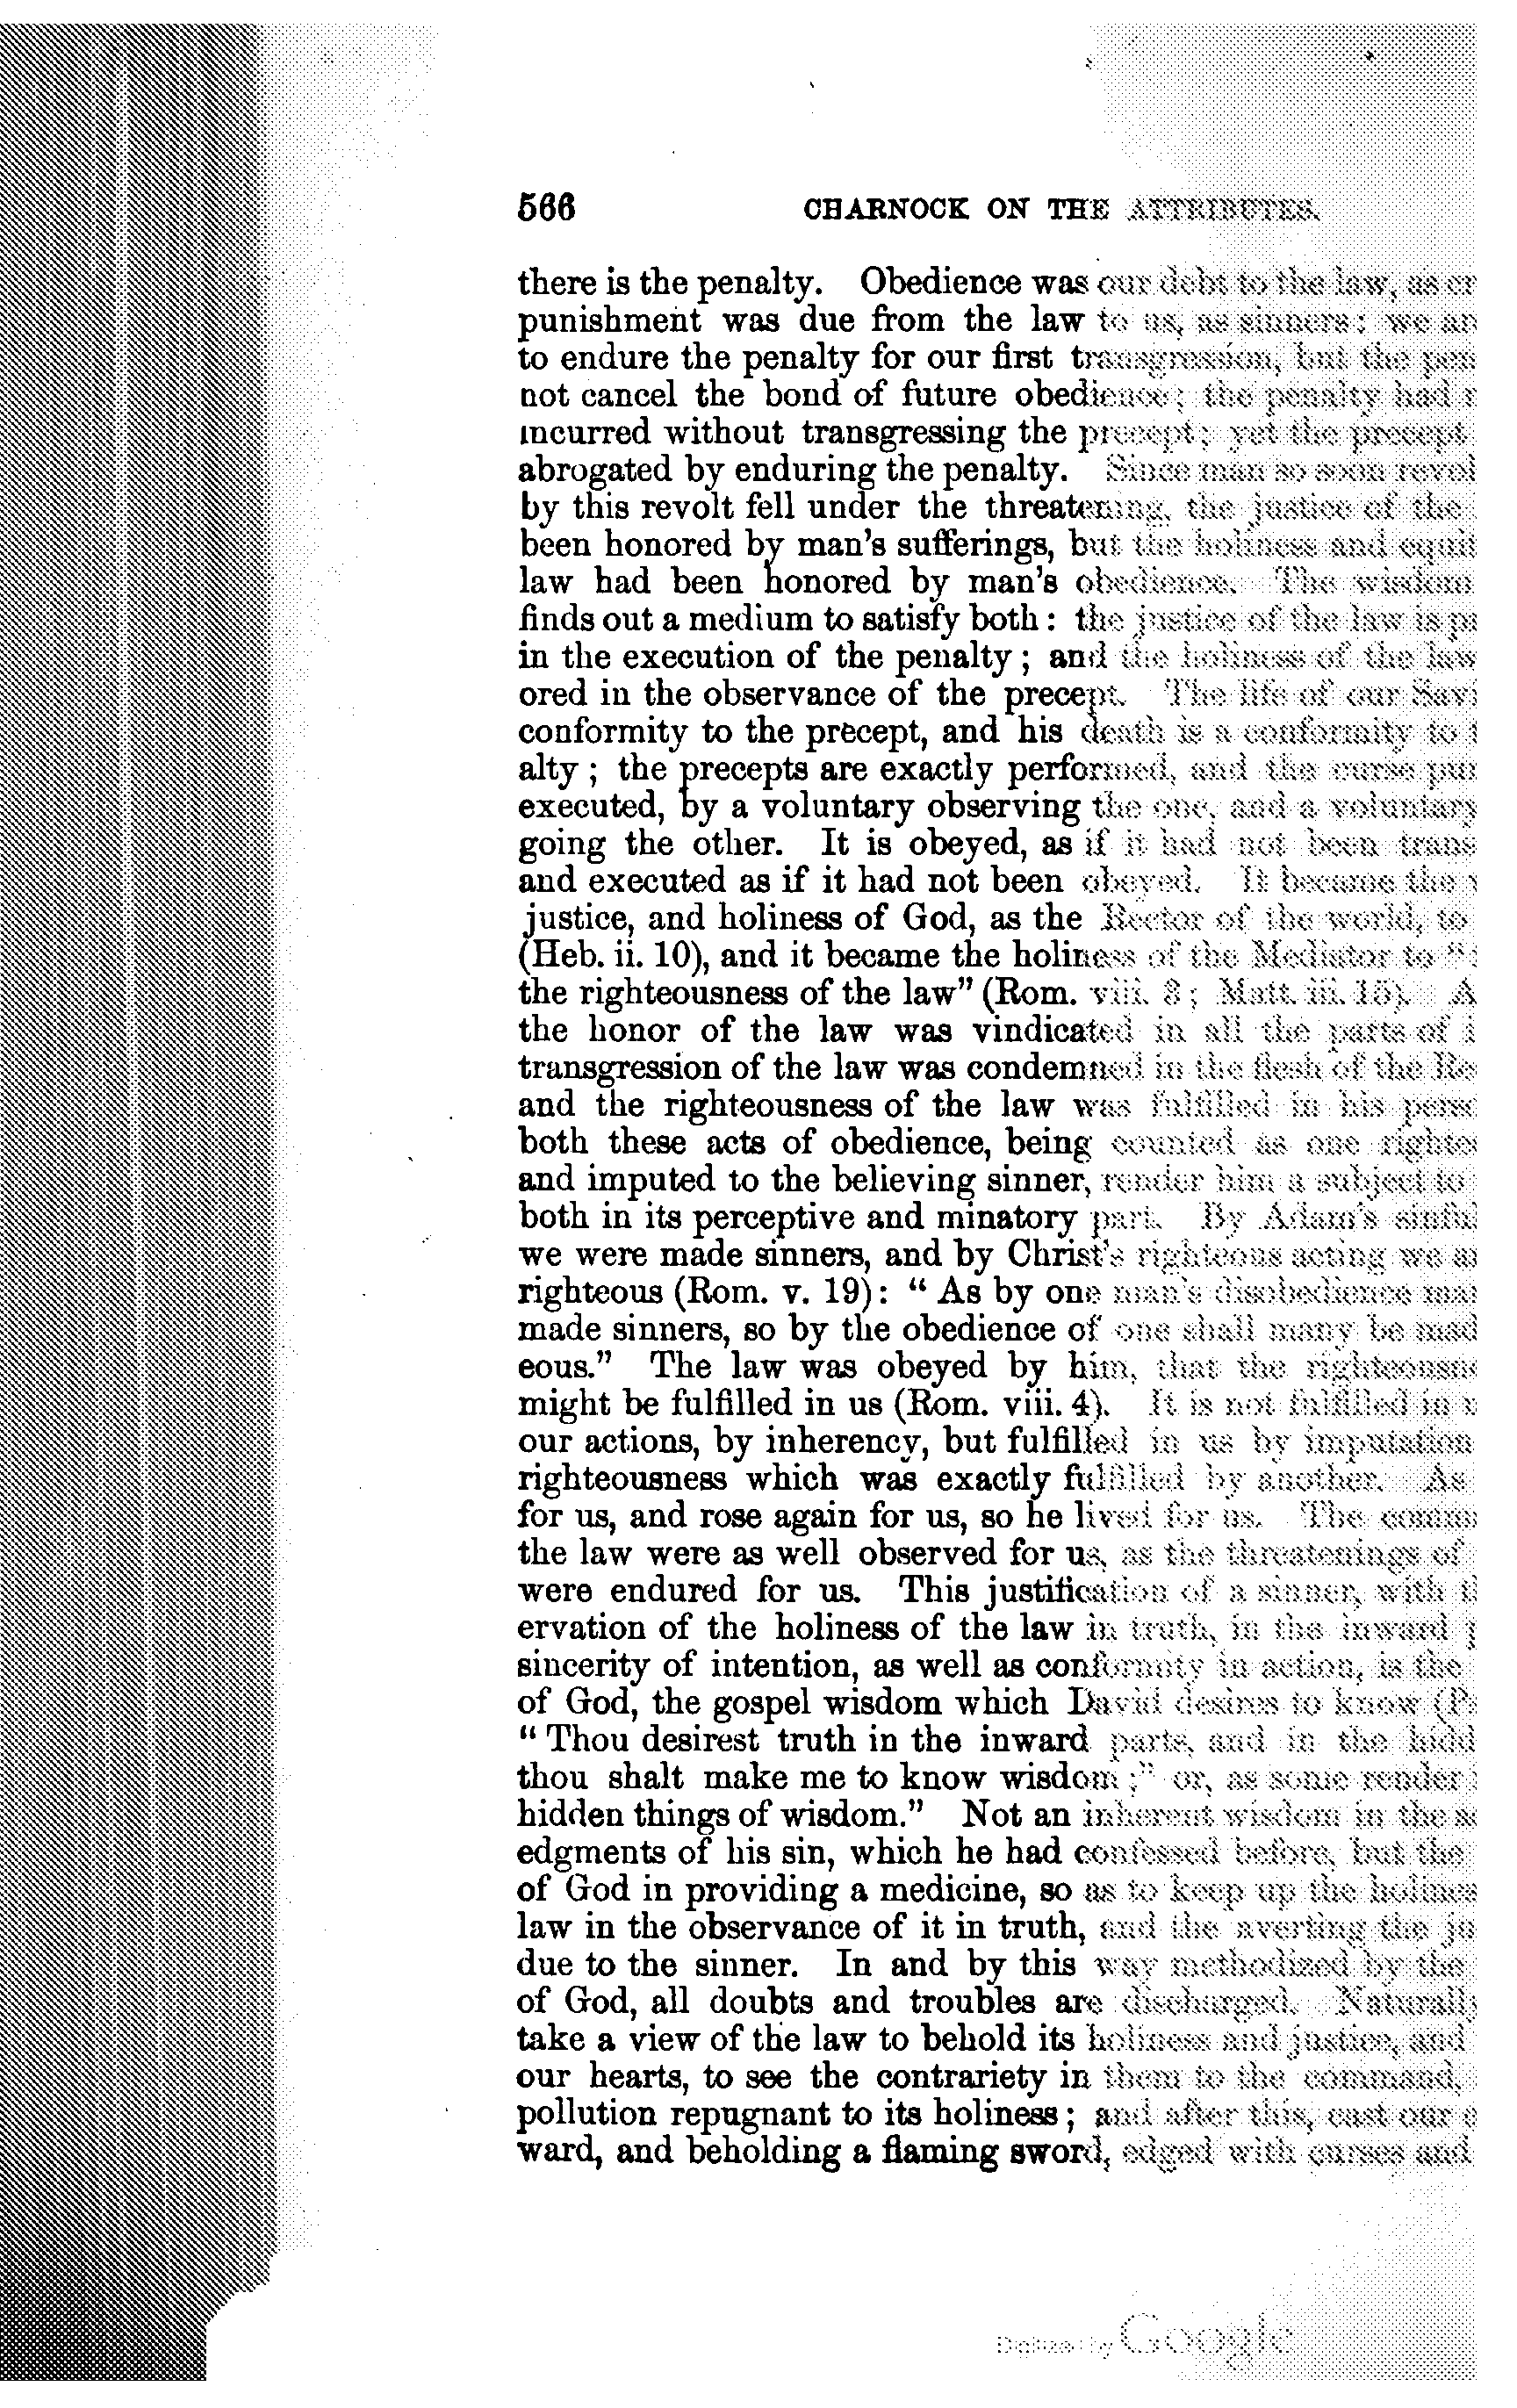 566 CHARNOCK ON THE ATTRIBUTES.
there is the penalty. Obedience was our debt to the law, as cr
punishment was due from the law to us, as sinners: we
to endure the penalty for our first transgression, but the pen
not cancel the bond of future obedience; the penalty had
incurred without transgressing the precept; yet the precept
abrogated by enduring the penalty. Since man so soon revol
by this revolt fell under the threatening, the justice of the
been honored by man's sufferings, but the holiness and equit
law had been honored by man's obedience. The wisdom
finds out a medium to satisfy both: the justice of the law is
in the execution of the penalty; and the holiness of the law
ored in the observance of the precept. The life of our Savi
conformity to the precept, and his death is a conformity to
alty; the precepts are exactly performed, and the curse pun
executed, by a voluntary observing the one, and a voluntary
going the other. It is obeyed, as if it had not been trans
and executed as if it had not been obeyed. It became the
justice, and holiness of God, as the Rector of the world, to
(Heb. ii. 10), and it became the holiness of the Mediator to "
the righteousness of the law" (Rom. viii. 3; Matt. iii. 15). A
the honor of the law was vindicated in all the parts of i
transgression of the law was condemned in the flesh of the Re
and the righteousness of the law was fulfilled in his perso
both these acts of obedience, being counted as one righteo
and imputed to the believing sinner, render him a subject to
both in its perceptive and minatory part. By Adam's sinful
we were made sinners, and by Christ's righteous acting we ar
righteous (Rom. v. 19): "As by one man's disobedience man
made sinners, so by the obedience of one shall many be mad
eous." The law was obeyed by him, that the righteousne
might be fulfilled in us (Rom. viii. 4). It is not fulfilled in
our actions, by inherency, but fulfilled in us by imputation
righteousness which was exactly fulfilled by another. As
for us, and rose again for us, so he lived for us. The comm
the law were as well observed for us, as the threatenings of
were endured for us. This justification of a sinner, with
ervation of the holiness of the law in truth, in the inward
sincerity of intention, as well as conformity in action, is the
of God, the gospel wisdom which David desires to know (Ps
"Thou desirest truth in the inward parts, and in the hidd
thou shalt make me to know wisdom;" or, as some render
hidden things of wisdom." Not an inherent wisdom in the
edgments of his sin, which he had confessed before, but the
of God in providing a medicine, so as to keep up the holines
law in the observance of it in truth, and the averting the ju
due to the sinner. In and by this way methodized by the
of God, all doubts and troubles are discharged. Naturally
take a view of the law to behold its holiness and justice, and
our hearts, to see the contrariety in them to the command,
pollution repugnant to its holiness; and after this, cast our e
ward, and beholding a flaming sword, edged with curses and
Digitized by Google